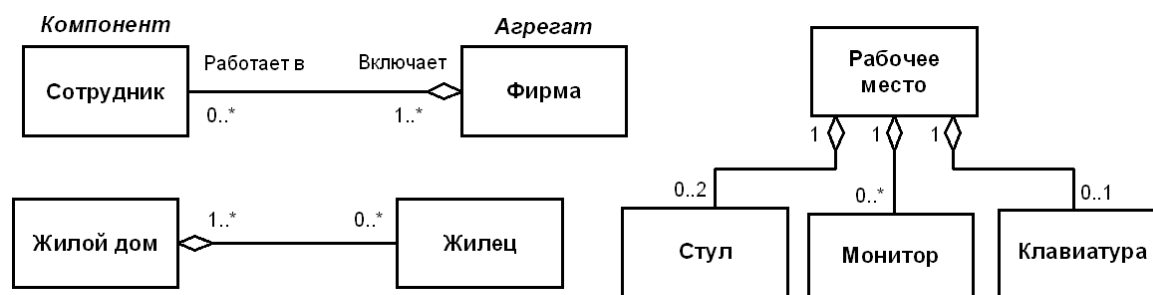 Компонент
Агрегат
Сотрудник
Работает в
Включает
0..*
1..*
Фирма
Рабочее
место
1
1
1
0..2
0..*
0..1
Стул
Монитор
Клавиатура
Жилой дом
1..*
0..*
Жилец